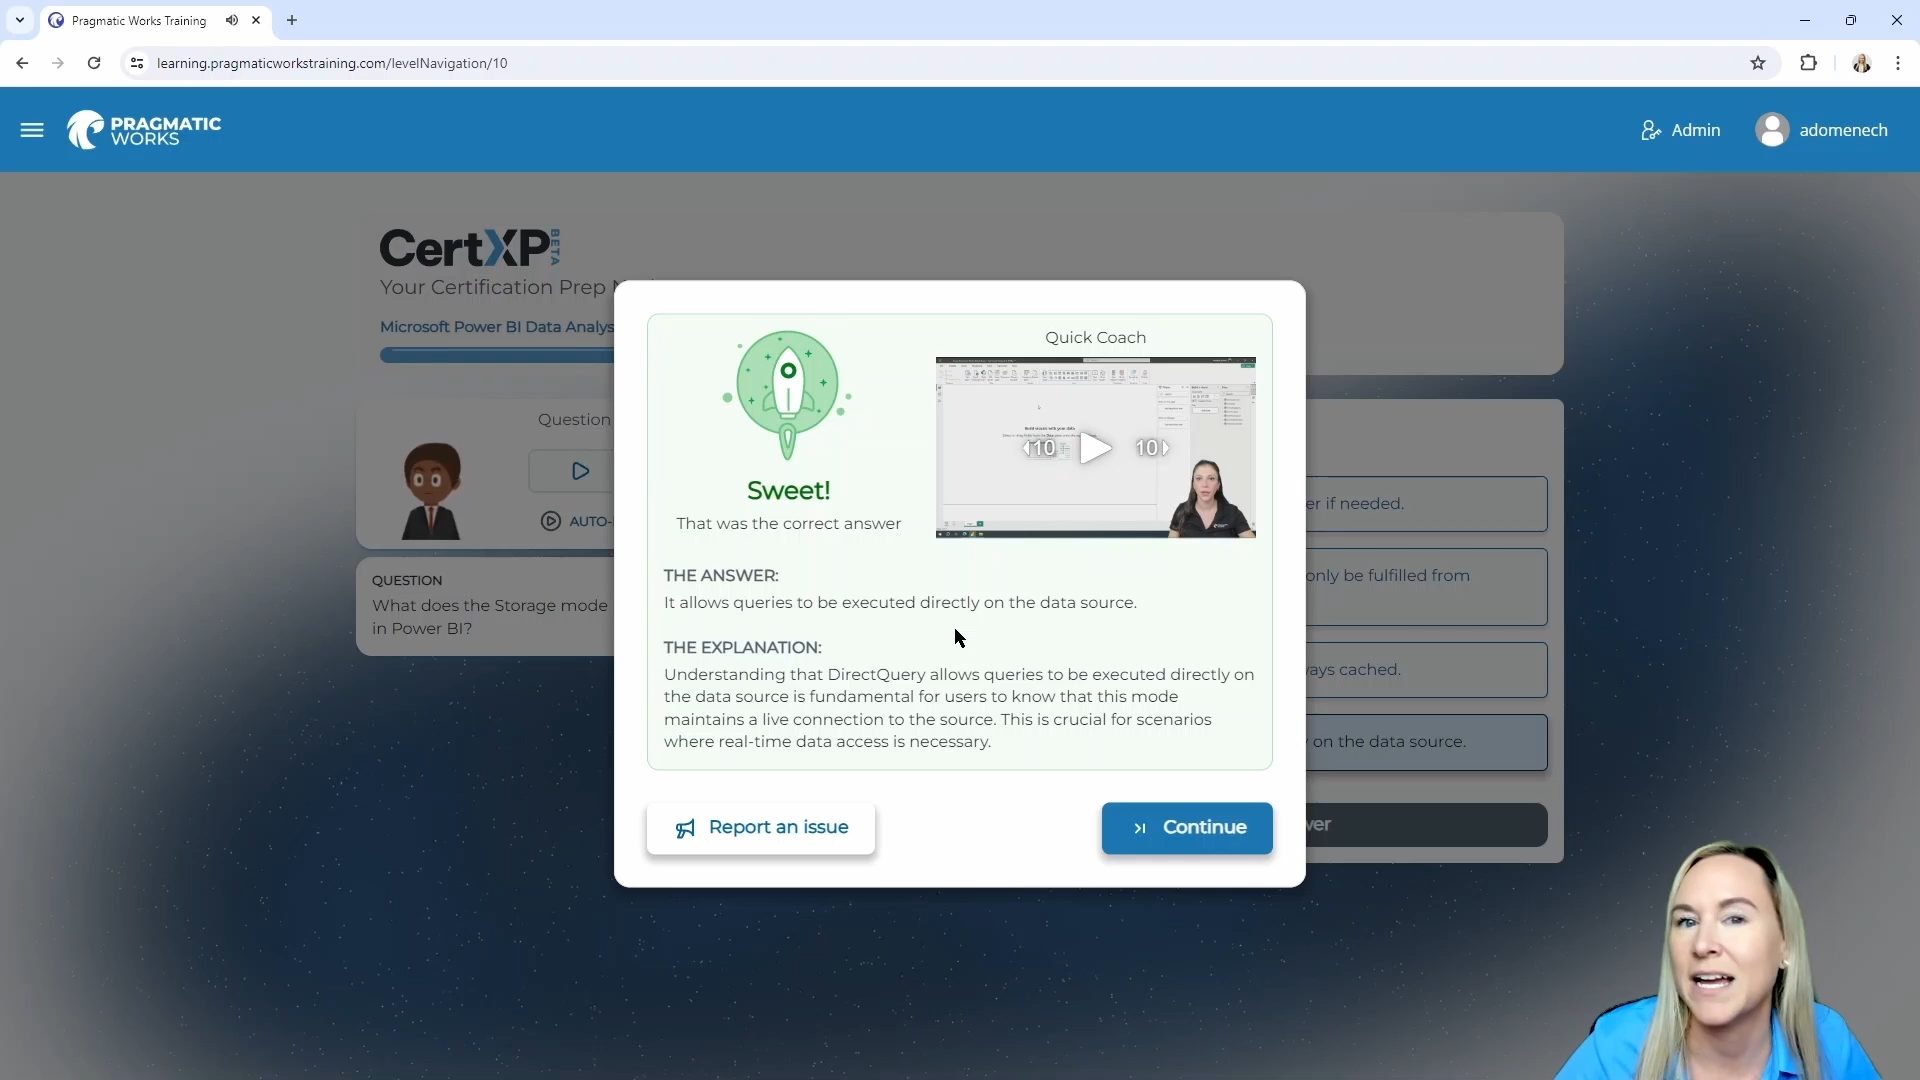 Pragmatic Works Training
learning.pragmaticworkstraining.com/levelNavigation/10
PRAGMATIC
WORKS
Admin
adomenech
CertXP BETA
Your Certification Prep
Microsoft Power BI Data Analys
Question
AUTO-
QUESTION
What does the Storage mode
in Power BI?
Quick Coach
10
10
Sweet!
That was the correct answer
THE ANSWER:
It allows queries to be executed directly on the data source.
THE EXPLANATION:
Understanding that DirectQuery allows queries to be executed directly on
the data source is fundamental for users to know that this mode
maintains a live connection to the source. This is crucial for scenarios
where real-time data access is necessary.
Report an issue
Continue
er if needed.
only be fulfilled from
ays cached.
on the data source.
wer